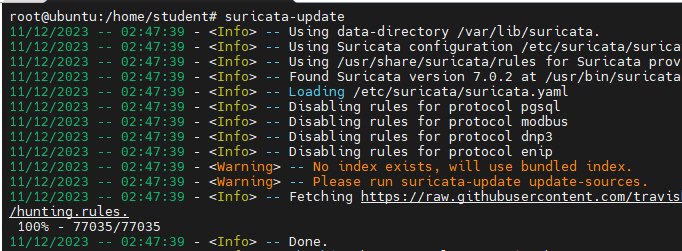 root@ubuntu:/home/student# suricata-update
11/12/2023 -- 02:47:39 - <Info> -- Using data-directory /var/lib/suricata.
11/12/2023 -- 02:47:39 - <Info> -- Using Suricata configuration /etc/suricata/surica
11/12/2023 -- 02:47:39 - <Info> -- Using /usr/share/suricata/rules for Suricata prov
11/12/2023 -- 02:47:39 - <Info> -- Found Suricata version 7.0.2 at /usr/bin/suricata
11/12/2023 -- 02:47:39 - <Info> -- Loading /etc/suricata/suricata.yaml
11/12/2023 -- 02:47:39 - <Info> -- Disabling rules for protocol pgsql
11/12/2023 -- 02:47:39 - <Info> -- Disabling rules for protocol modbus
11/12/2023 -- 02:47:39 - <Info> -- Disabling rules for protocol dnp3
11/12/2023 -- 02:47:39 - <Info> -- Disabling rules for protocol enip
11/12/2023 -- 02:47:39 - <Warning> -- No index exists, will use bundled index.
11/12/2023 -- 02:47:39 - <Warning> -- Please run suricata-update update-sources.
11/12/2023 -- 02:47:39 - <Info> -- Fetching https://raw.githubusercontent.com/travis
/hunting.rules.
100% - 77035/77035
11/12/2023 -- 02:47:39 - <Info> -- Done.